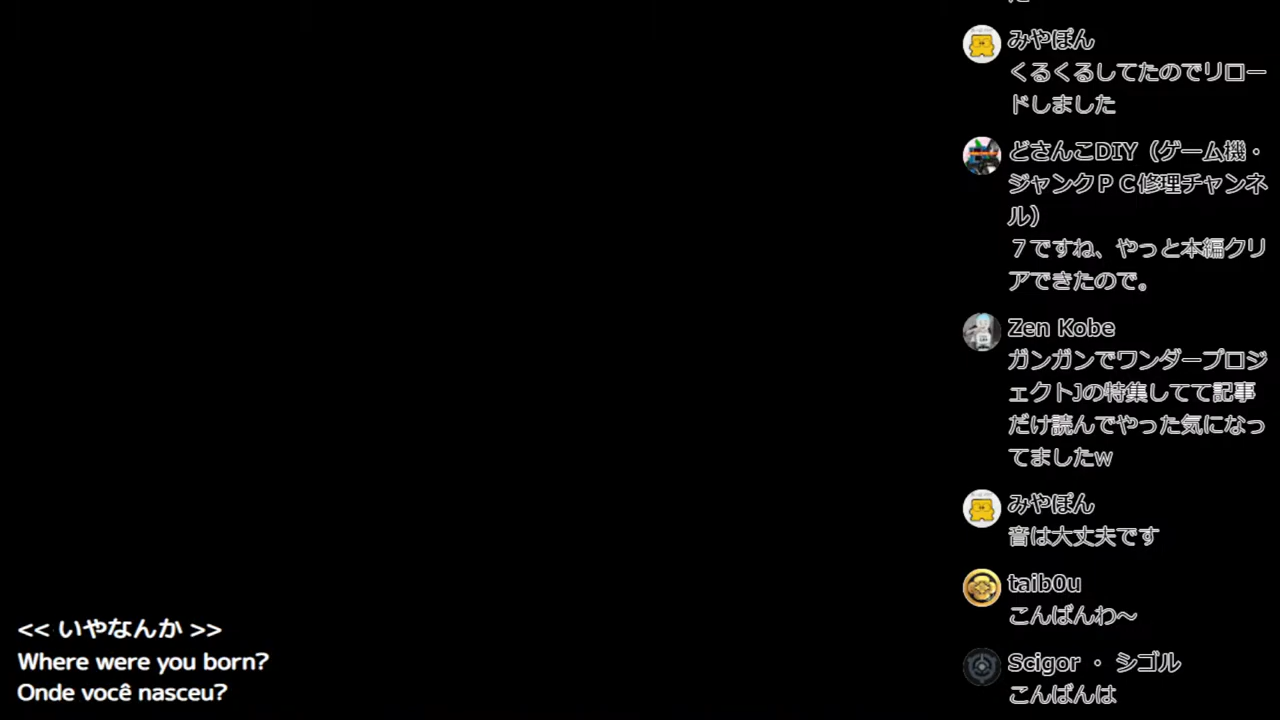 みやぽん
くるくるしてたのでリロー
ドしました
どさんこDIY（ゲーム機・
ジャンクＰＣ修理チャンネ
ル）
７ですね、やっと本編クリ
アできたので。
Zen Kobe
ガンガンでワンダープロジ
ェクトJの特集してて記事
だけ読んでやった気になっ
てましたw
みやぽん
音は大丈夫です
taib0u
こんばんわ～
Scigor ・ シゴル
こんばんは
<< いやなんか >>
Where were you born?
Onde você nasceu?